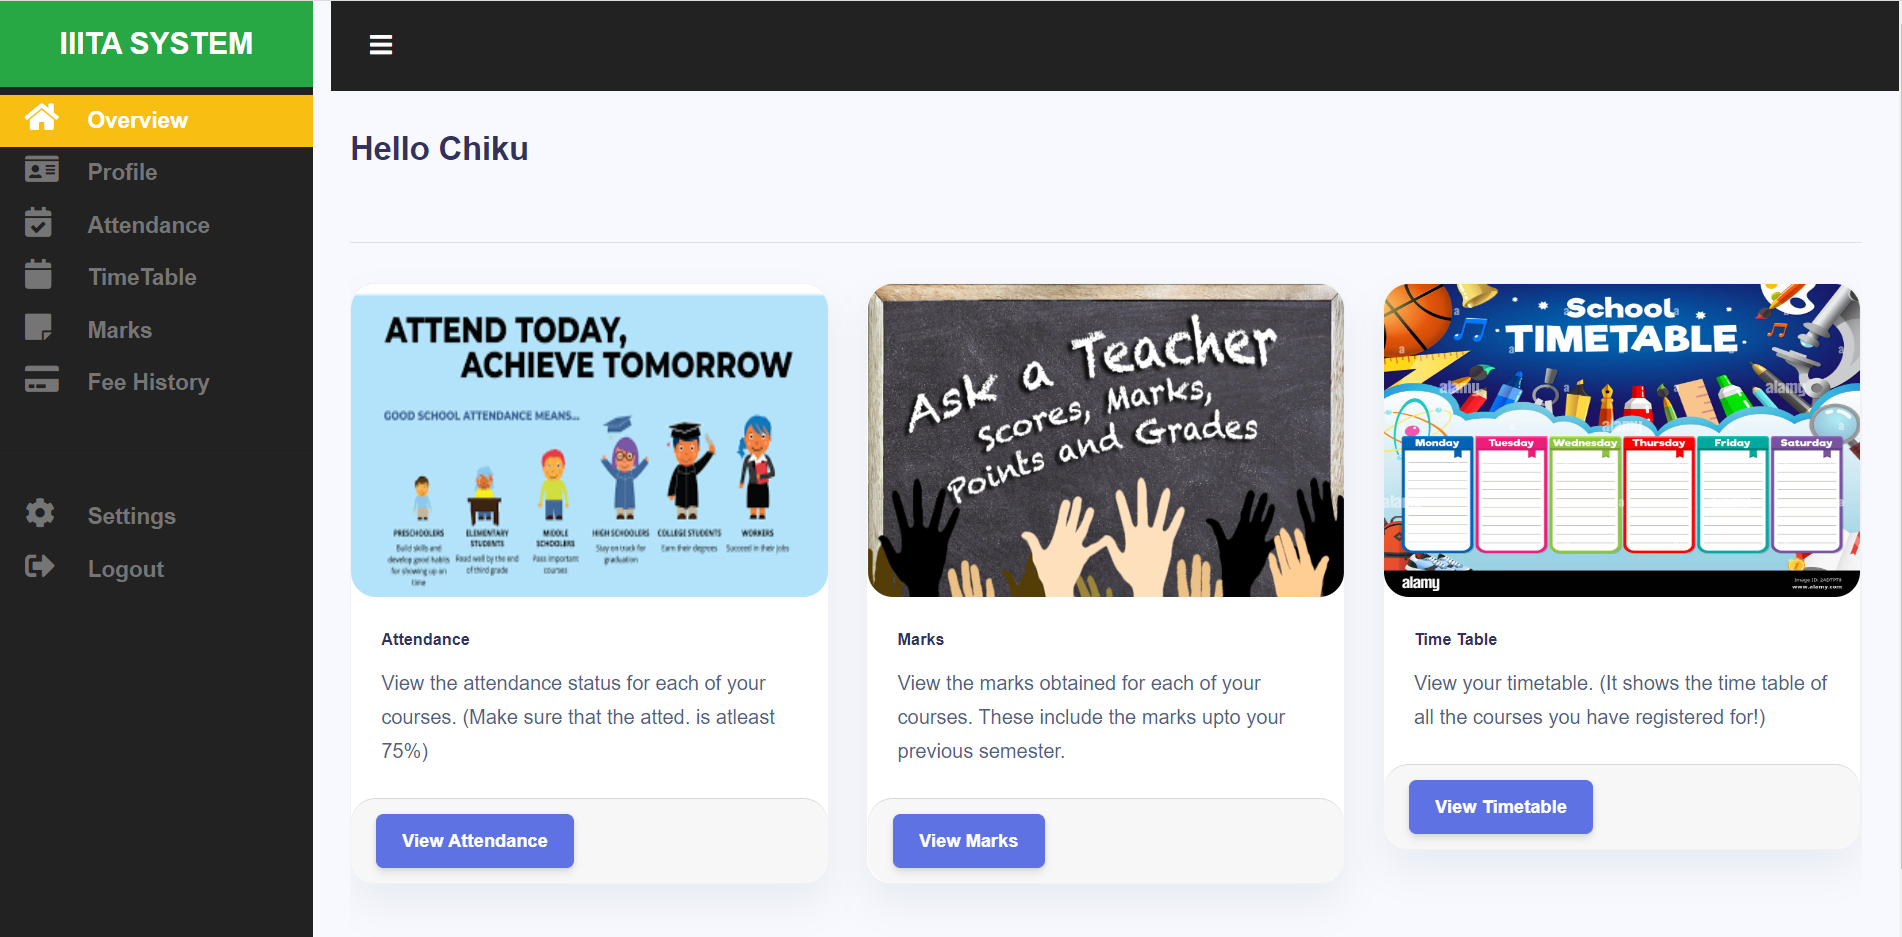 IIITA SYSTEM
Overview
Profile
Attendance
TimeTable
Marks
Fee History
Settings
Logout
Hello Chiku
ATTEND TODAY,
ACHIEVE TOMORROW
GOOD SCHOOL ATTENDANCE MEANS...
PRESCHOOLERS
Build skills and
develop good habits
for showing up on
time
ELEMENTARY
STUDENTS
Read well by the end
of third grade
MIDDLE
SCHOOLERS
Pass important
courses
HIGH SCHOOLERS
Stay on track for
graduation
COLLEGE STUDENTS
Earn their degrees
WORKERS
Succeed in their jobs
Attendance
View the attendance status for each of your
courses. (Make sure that the atted. is atleast
75%)
View Attendance
Ask a Teacher
Scores, Marks,
Points and Grades
Marks
View the marks obtained for each of your
courses. These include the marks upto your
previous semester.
View Marks
School
TIMETABLE
alamy
alamy
alamy
Monday Tuesday Wednesday Thursday Friday Saturday
alamy
www.alamy.com
Time Table
View your timetable. (It shows the time table of
all the courses you have registered for!)
View Timetable